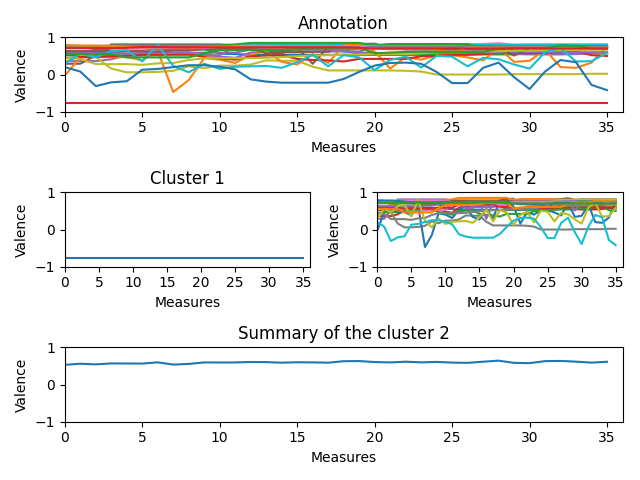 Annotation
Valence
1
0
−1
0 5 10 15 20 25 30 35
Measures
Cluster 1
Valence
1
0
−1
0 5 10 15 20 25 30 35
Measures
Cluster 2
Valence
1
0
−1
0 5 10 15 20 25 30 35
Measures
Summary of the cluster 2
Valence
1
0
−1
0 5 10 15 20 25 30 35
Measures